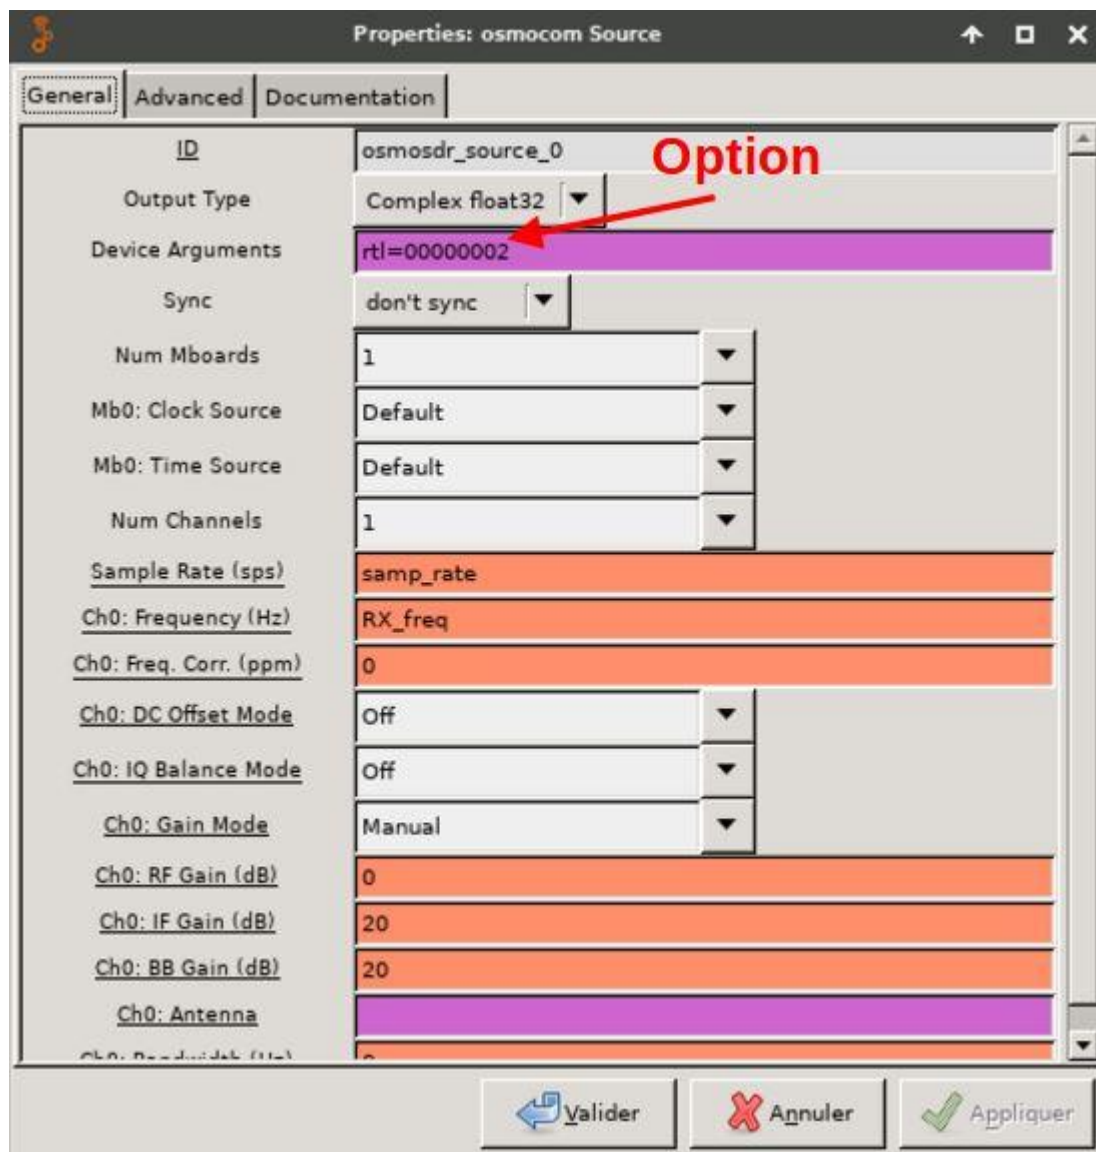 Properties: osmocom Source
General Advanced Documentation
ID osmosdr_source_0
Option
Output Type Complex float32
Device Arguments rtl=00000002
Sync don't sync
Num Mboards 1
Mb0: Clock Source Default
Mb0: Time Source Default
Num Channels 1
Sample Rate (sps) samp_rate
Ch0: Frequency (Hz) RX_freq
Ch0: Freq. Corr. (ppm) 0
Ch0: DC Offset Mode Off
Ch0: IQ Balance Mode Off
Ch0: Gain Mode Manual
Ch0: RF Gain (dB) 0
Ch0: IF Gain (dB) 20
Ch0: BB Gain (dB) 20
Ch0: Antenna
Ch0: Bandwidth (Hz)
Valider Annuler Appliquer